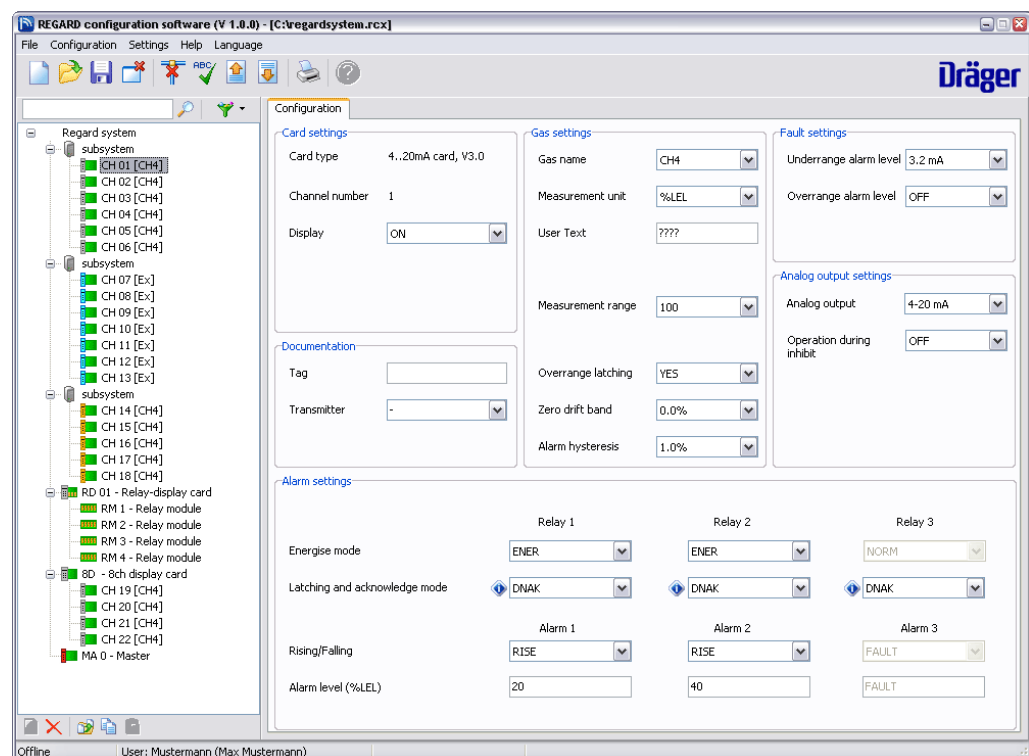 REGARD configuration software (V 1.0.0) - [C:\regardsystem.rcx]
File Configuration Settings Help Language
ABC
Dräger
Regard system
subsystem
CH 01 [CH4]
CH 02 [CH4]
CH 03 [CH4]
CH 04 [CH4]
CH 05 [CH4]
CH 06 [CH4]
subsystem
CH 07 [Ex]
CH 08 [Ex]
CH 09 [Ex]
CH 10 [Ex]
CH 11 [Ex]
CH 12 [Ex]
CH 13 [Ex]
subsystem
CH 14 [CH4]
CH 15 [CH4]
CH 16 [CH4]
CH 17 [CH4]
CH 18 [CH4]
RD 01 - Relay-display card
RM 1 - Relay module
RM 2 - Relay module
RM 3 - Relay module
RM 4 - Relay module
8D - 8ch display card
CH 19 [CH4]
CH 20 [CH4]
CH 21 [CH4]
CH 22 [CH4]
MA 0 - Master
Configuration
Card settings
Card type 4..20mA card, V3.0
Channel number 1
Display ON
Documentation
Tag
Transmitter -
Gas settings
Gas name CH4
Measurement unit %LEL
User Text ????
Measurement range 100
Overrange latching YES
Zero drift band 0.0%
Alarm hysteresis 1.0%
Fault settings
Underrange alarm level 3.2 mA
Overrange alarm level OFF
Analog output settings
Analog output 4-20 mA
Operation during
inhibit
OFF
Alarm settings
Relay 1 Relay 2 Relay 3
Energise mode ENER ENER NORM
Latching and acknowledge mode DNAK DNAK DNAK
Alarm 1 Alarm 2 Alarm 3
Rising/Falling RISE RISE FAULT
Alarm level (%LEL) 20 40 FAULT
Offline User: Mustermann (Max Mustermann)